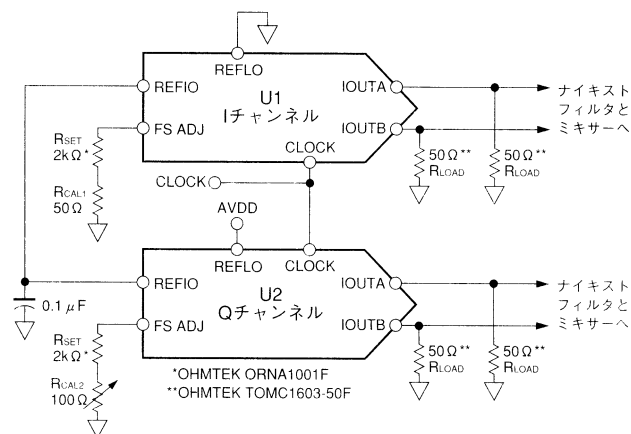 REFLO
REFIO
U1
Iチャンネル
IOUTA
IOUTB
FS ADJ
CLOCK
RSET
2kΩ*
RCAL1
50Ω
50Ω**
RLOAD
50Ω**
RLOAD
ナイキスト
フィルタと
ミキサーへ
CLOCK
AVDD
REFLO
CLOCK
REFIO
U2
Qチャンネル
IOUTA
IOUTB
FS ADJ
0.1μF
RSET
2kΩ*
RCAL2
100Ω
50Ω**
RLOAD
50Ω**
RLOAD
ナイキスト
フィルタと
ミキサーへ
*OHMTEK ORNA1001F
**OHMTEK TOMC1603-50F